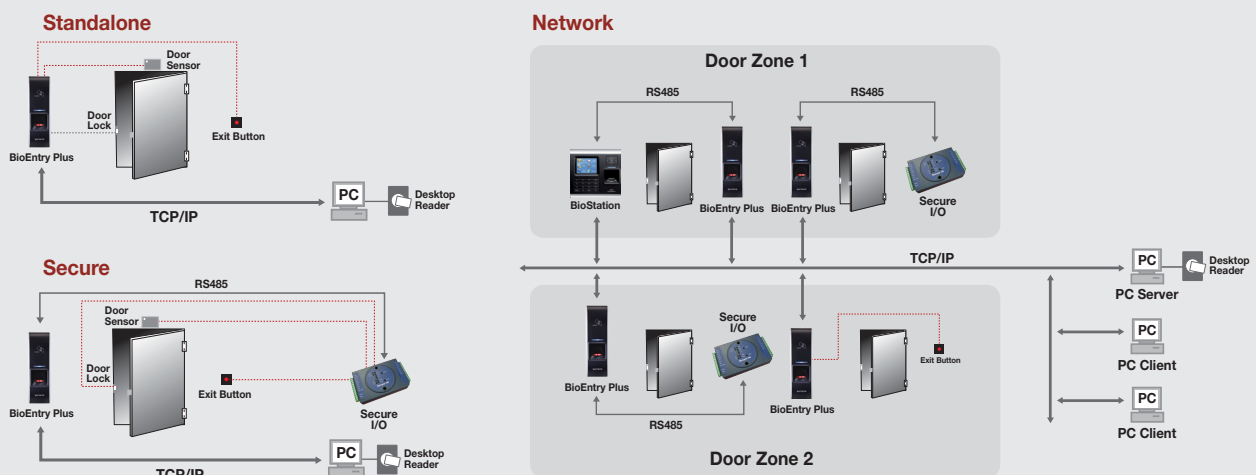 Standalone
Door
Sensor
Door
Lock
Exit Button
BioEntry Plus
TCP/IP
PC
Desktop
Reader
Secure
RS485
Door
Sensor
Door
Lock
Exit Button
BioEntry Plus
Secure
I/O
TCP/IP
PC
Desktop
Reader
Network
Door Zone 1
RS485
RS485
BioStation
BioEntry Plus
BioEntry Plus
Secure
I/O
TCP/IP
PC
Desktop
Reader
PC Server
PC
PC Client
PC
PC Client
BioEntry Plus
Secure
I/O
RS485
BioEntry Plus
Exit Button
Door Zone 2